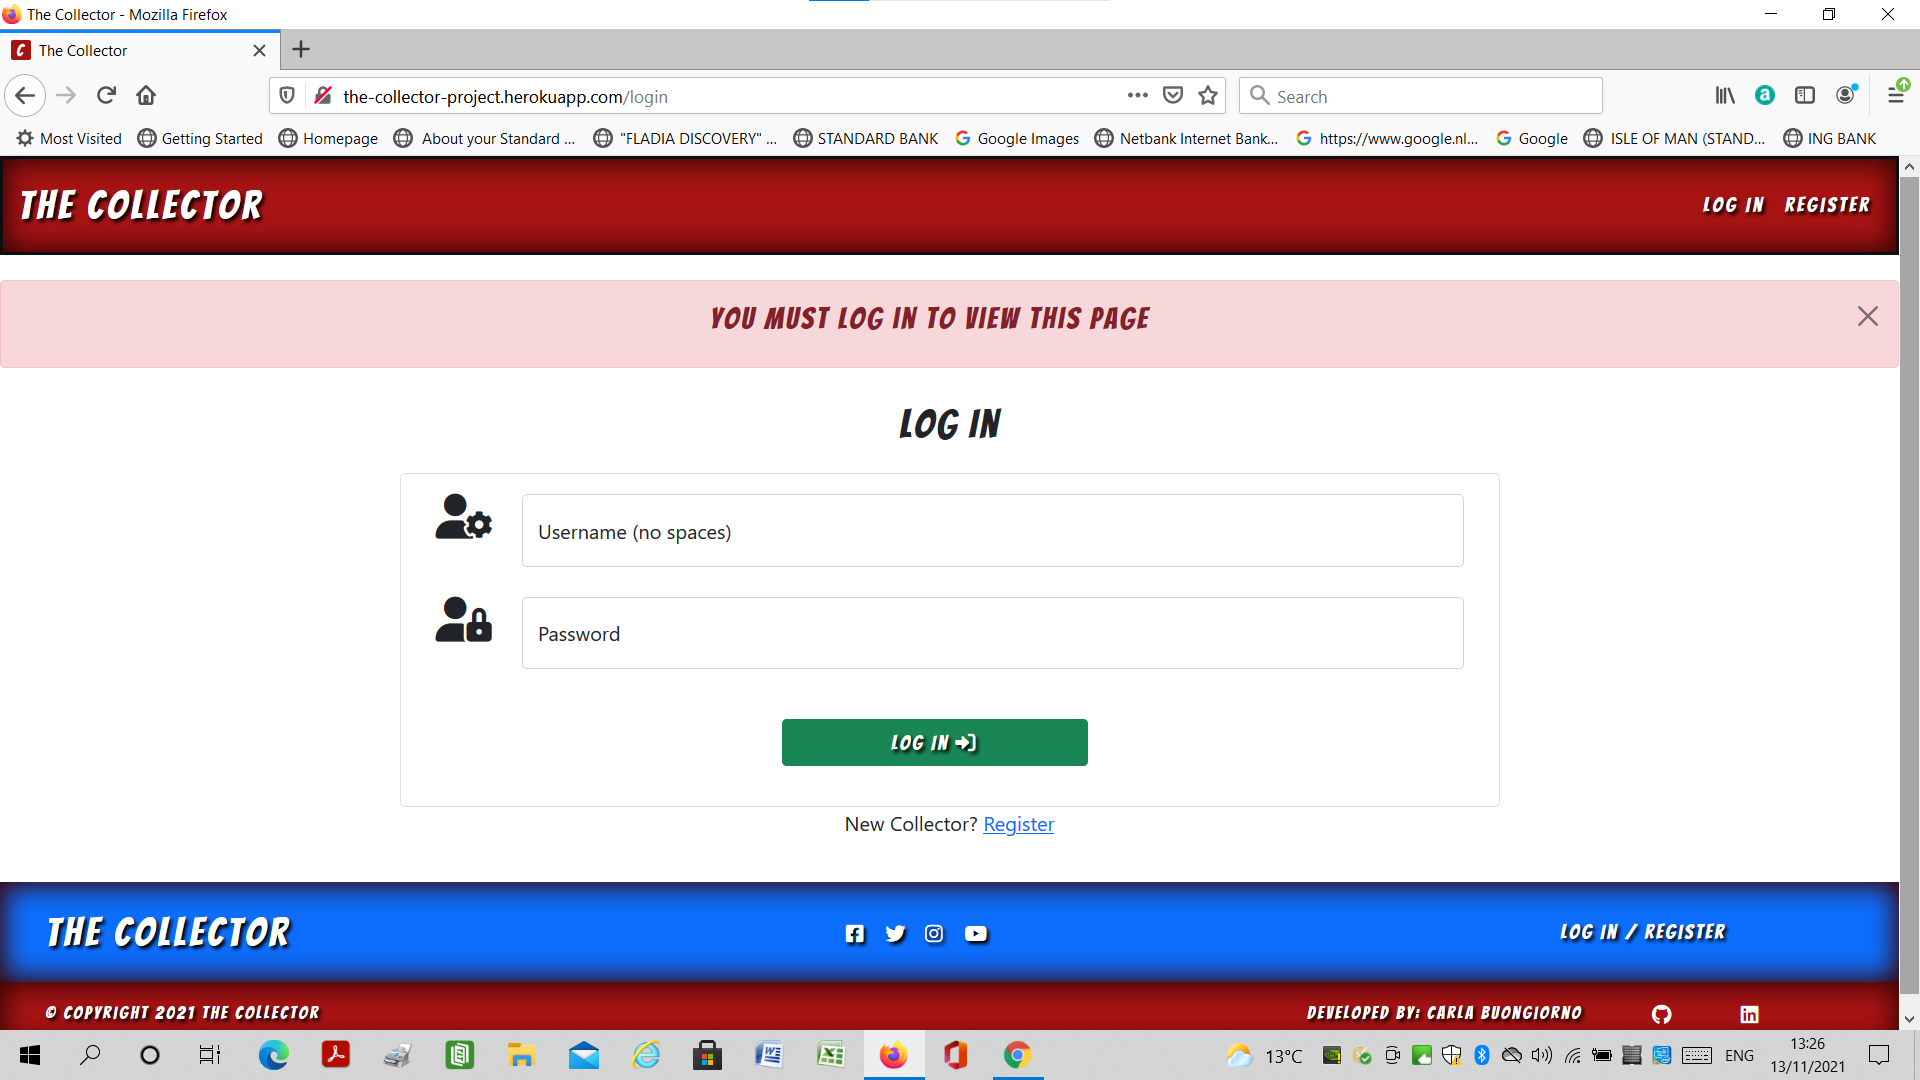 The Collector - Mozilla Firefox
The Collector
the-collector-project.herokuapp.com/login
Search
Most Visited
Getting Started
Homepage
About your Standard ...
"FLADIA DISCOVERY" ...
STANDARD BANK
Google Images
Netbank Internet Bank...
https://www.google.nl...
Google
ISLE OF MAN (STAND...
ING BANK
THE COLLECTOR
LOG IN
REGISTER
YOU MUST LOG IN TO VIEW THIS PAGE
LOG IN
Username (no spaces)
Password
LOG IN
New Collector? Register
THE COLLECTOR
LOG IN / REGISTER
© COPYRIGHT 2021 THE COLLECTOR
DEVELOPED BY: CARLA BUONGIORNO
13°C
ENG
13:26
13/11/2021